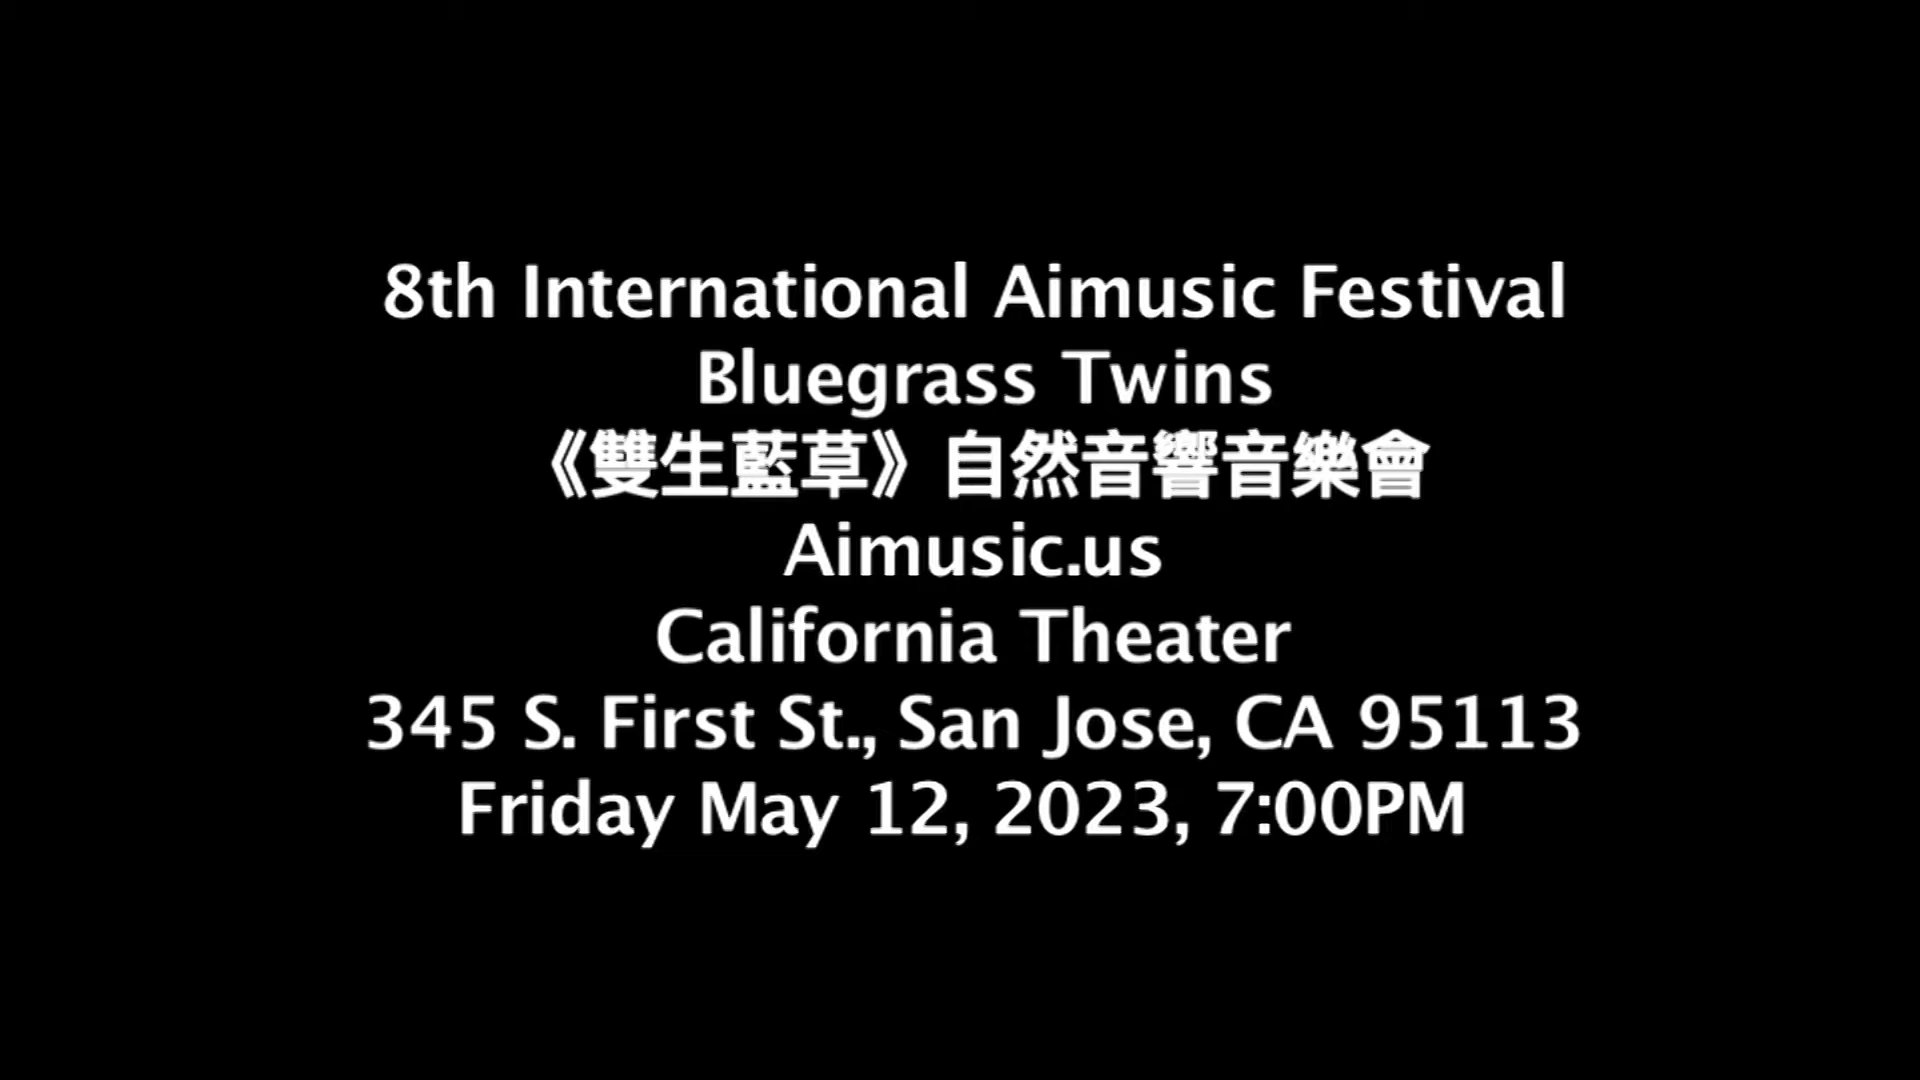 8th International Aimusic Festival
Bluegrass Twins
《雙生藍草》自然音響音樂會
Aimusic.us
California Theater
345 S. First St., San Jose, CA 95113
Friday May 12, 2023, 7:00PM